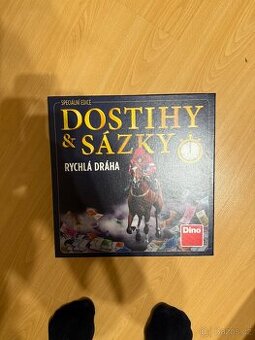 SPECIÁLNÍ EDICE
DOSTIHY
& SÁZKY
RYCHLÁ DRÁHA
Dino